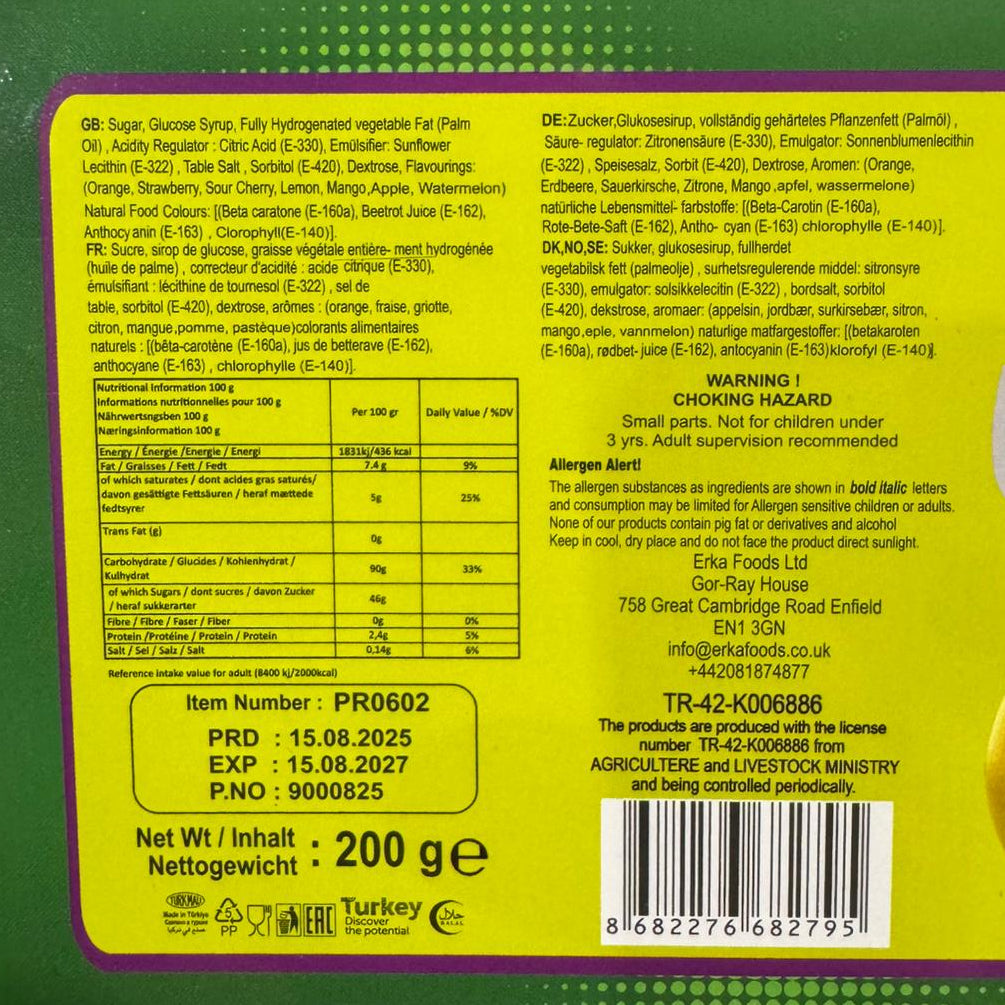 GB: Sugar, Glucose Syrup, Fully Hydrogenated vegetable Fat (Palm
Oil) , Acidity Regulator : Citric Acid (E-330), Emülsifier: Sunflower
Lecithin (E-322) , Table Salt , Sorbitol (E-420), Dextrose, Flavourings:
(Orange, Strawberry, Sour Cherry, Lemon, Mango,Apple, Watermelon)
Natural Food Colours: [(Beta caratone (E-160a), Beetrot Juice (E-162),
Anthocy anin (E-163) , Clorophyll(E-140)].
FR: Sucre, sirop de glucose, graisse végétale entière- ment hydrogénée
(huile de palme) , correcteur d'acidité : acide citrique (E-330),
émulsifiant : lécithine de tournesol (E-322) , sel de
table, sorbitol (E-420), dextrose, arômes : (orange, fraise, griotte,
citron, mangue,pomme, pastèque)colorants alimentaires
naturels : [(bêta-carotène (E-160a), jus de betterave (E-162),
anthocyane (E-163) , chlorophylle (E-140)].
Nutritional Information 100 g
Informations nutritionnelles pour 100 g
Nährwertsngsben 100 g
Næringsinformation 100 g
Per 100 gr
Daily Value / %DV
Energy / Énergie /Energie / Energi 1831kj/436 kcal
Fat / Graisses / Fett / Fedt 7.4 g 9%
of which saturates / dont acides gras saturés/
davon gesättigte Fettsäuren / heraf mættede
fedtsyrer
5g 25%
Trans Fat (g)
0g
Carbohydrate / Glucides / Kohlenhydrat /
Kulhydrat
90g 33%
of which Sugars / dont sucres / davon Zucker
/ heraf sukkerarter
46g
Fibre / Fibre / Faser / Fiber 0g 0%
Protein /Protéine / Protein / Protein 2,4g 5%
Salt / Sel / Salz / Salt 0,14g 6%
Reference intake value for adult (8400 kj/2000kcal)
Item Number : PR0602
PRD : 15.08.2025
EXP : 15.08.2027
P.NO : 9000825
Net Wt / Inhalt
Nettogewicht : 200 g e
TURK MALI
Made in Türkiye
Сделано в турции
صنع في تركيا
5
PP
EAC
Turkey
Discover
the potential
حلال
HALAL
DE:Zucker,Glukosesirup, vollständig gehärtetes Pflanzenfett (Palmöl) ,
Säure- regulator: Zitronensäure (E-330), Emulgator: Sonnenblumenlecithin
(E-322) , Speisesalz, Sorbit (E-420), Dextrose, Aromen: (Orange,
Erdbeere, Sauerkirsche, Zitrone, Mango ,apfel, wassermelone)
natürliche Lebensmittel- farbstoffe: [(Beta-Carotin (E-160a),
Rote-Bete-Saft (E-162), Antho- cyan (E-163) chlorophylle (E-140)].
DK,NO,SE: Sukker, glukosesirup, fullherdet
vegetabilsk fett (palmeolje) , surhetsregulerende middel: sitronsyre
(E-330), emulgator: solsikkelecitin (E-322) , bordsalt, sorbitol
(E-420), dekstrose, aromaer: (appelsin, jordbær, surkirsebær, sitron,
mango,eple, vannmelon) naturlige matfargestoffer: [(betakaroten
(E-160a), rødbet- juice (E-162), antocyanin (E-163)klorofyl (E-140)].
WARNING !
CHOKING HAZARD
Small parts. Not for children under
3 yrs. Adult supervision recommended
Allergen Alert!
The allergen substances as ingredients are shown in bold italic letters
and consumption may be limited for Allergen sensitive children or adults.
None of our products contain pig fat or derivatives and alcohol
Keep in cool, dry place and do not face the product direct sunlight.
Erka Foods Ltd
Gor-Ray House
758 Great Cambridge Road Enfield
EN1 3GN
info@erkafoods.co.uk
+442081874877
TR-42-K006886
The products are produced with the license
number TR-42-K006886 from
AGRICULTERE and LIVESTOCK MINISTRY
and being controlled periodically.
8 682276 682795